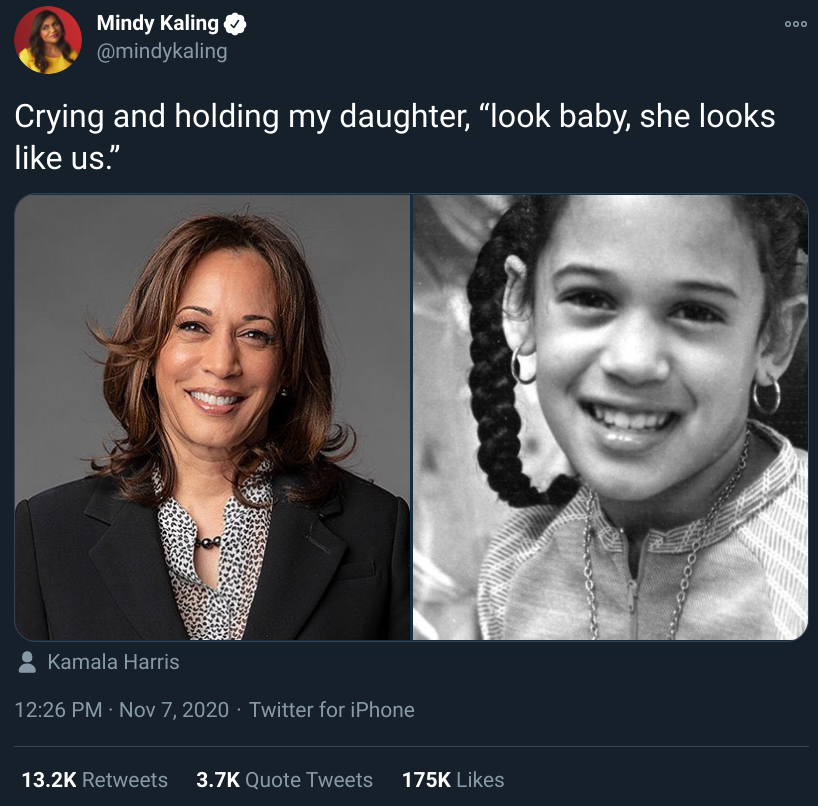 Mindy Kaling
@mindykaling
Crying and holding my daughter, “look baby, she looks
like us.”
Kamala Harris
12:26 PM · Nov 7, 2020 · Twitter for iPhone
13.2K Retweets 3.7K Quote Tweets 175K Likes